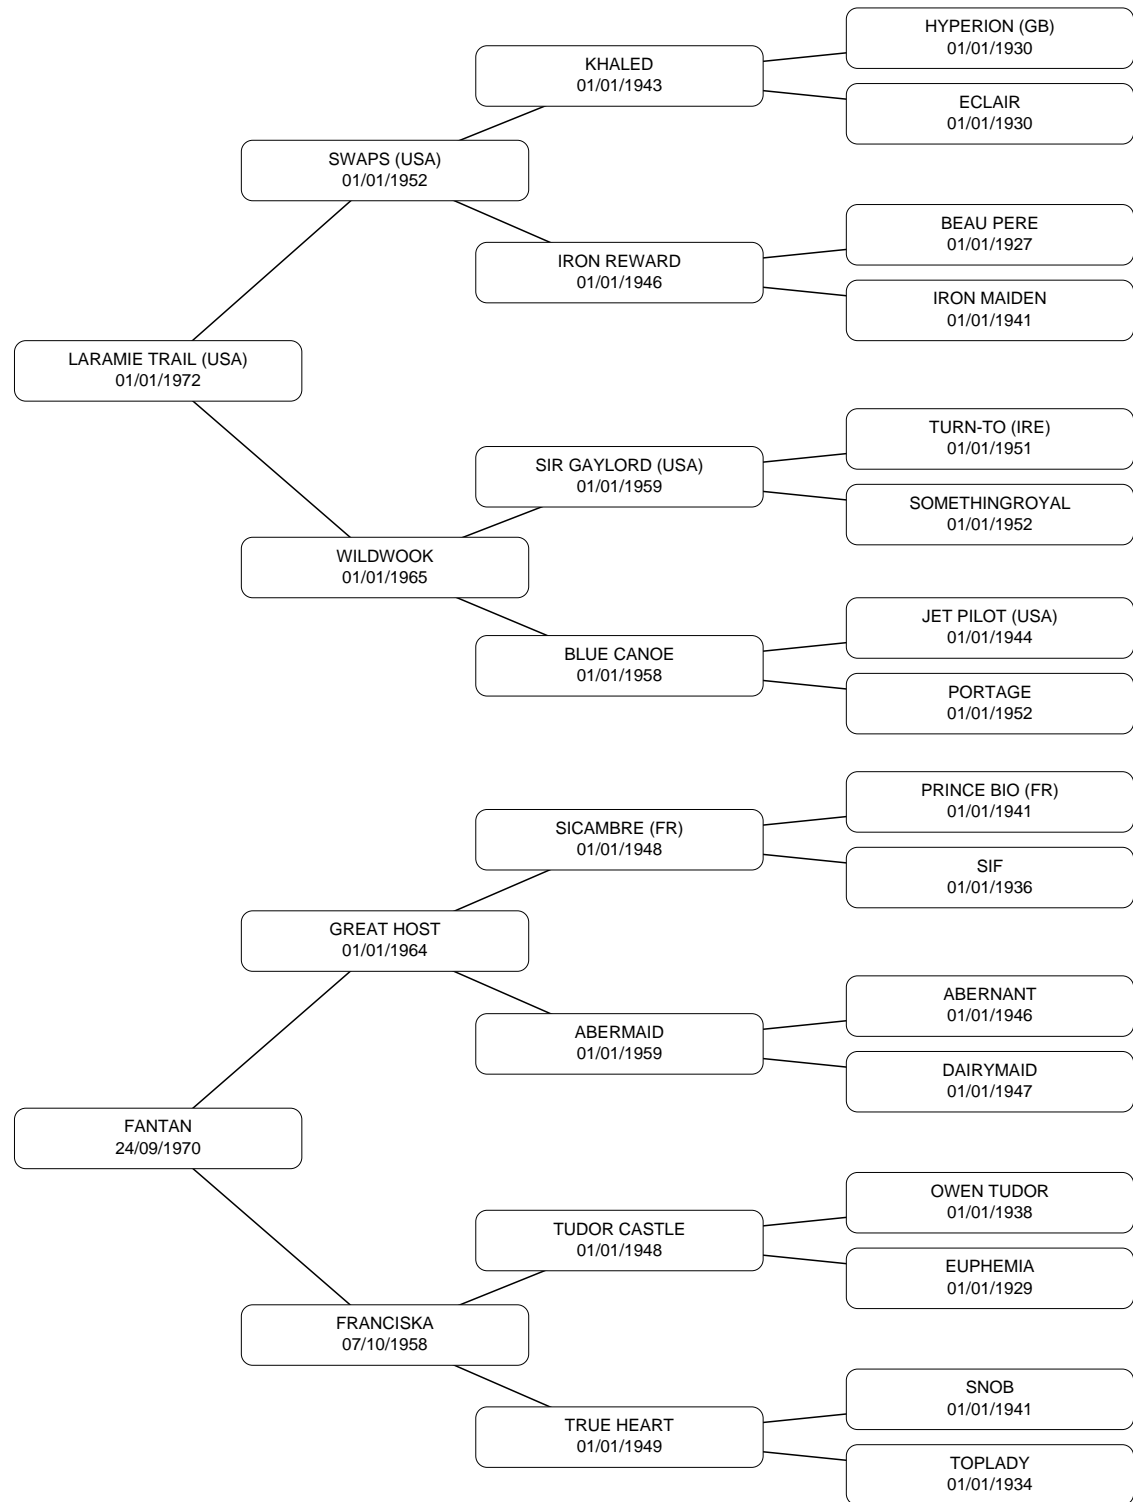 HYPERION (GB)
01/01/1930
KHALED
01/01/1943
ECLAIR
01/01/1930
SWAPS (USA)
01/01/1952
BEAU PERE
01/01/1927
IRON REWARD
01/01/1946
IRON MAIDEN
01/01/1941
LARAMIE TRAIL (USA)
01/01/1972
TURN-TO (IRE)
01/01/1951
SIR GAYLORD (USA)
01/01/1959
SOMETHINGROYAL
01/01/1952
WILDWOOK
01/01/1965
JET PILOT (USA)
01/01/1944
BLUE CANOE
01/01/1958
PORTAGE
01/01/1952
PRINCE BIO (FR)
01/01/1941
SICAMBRE (FR)
01/01/1948
SIF
01/01/1936
GREAT HOST
01/01/1964
ABERNANT
01/01/1946
ABERMAID
01/01/1959
DAIRYMAID
01/01/1947
FANTAN
24/09/1970
OWEN TUDOR
01/01/1938
TUDOR CASTLE
01/01/1948
EUPHEMIA
01/01/1929
FRANCISKA
07/10/1958
SNOB
01/01/1941
TRUE HEART
01/01/1949
TOPLADY
01/01/1934